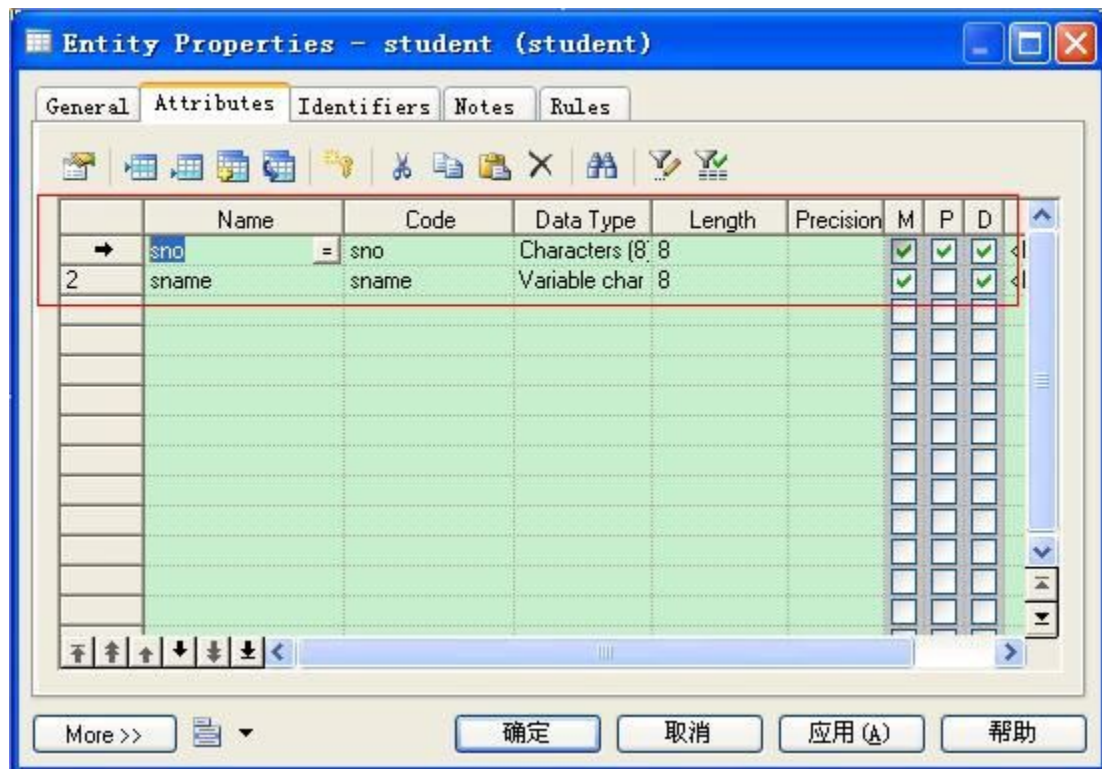 Entity Properties - student (student)
General Attributes Identifiers Notes Rules
Name Code Data Type Length Precision M P D
sno = sno Characters (8) 8 <I
2 sname sname Variable char 8 <I
More >> 确定 取消 应用(A) 帮助